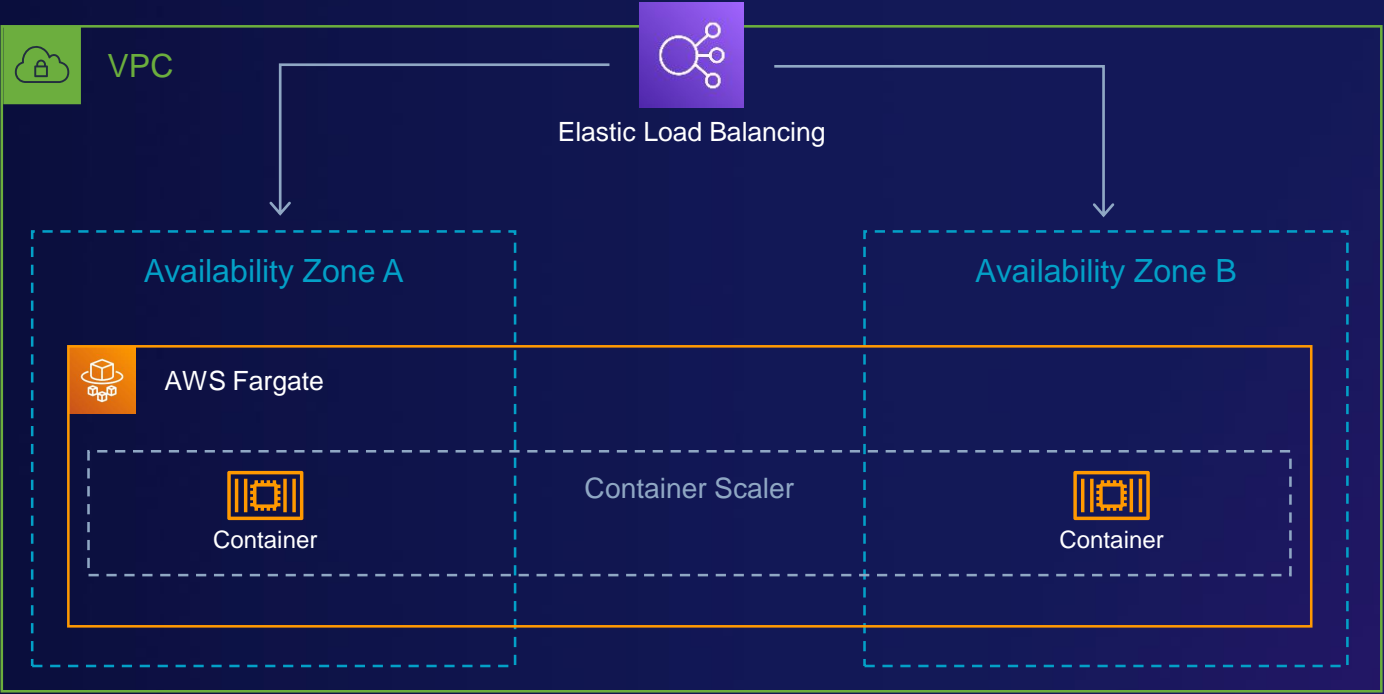 VPC
Elastic Load Balancing
Availability Zone A
Availability Zone B
AWS Fargate
Container Scaler
Container
Container